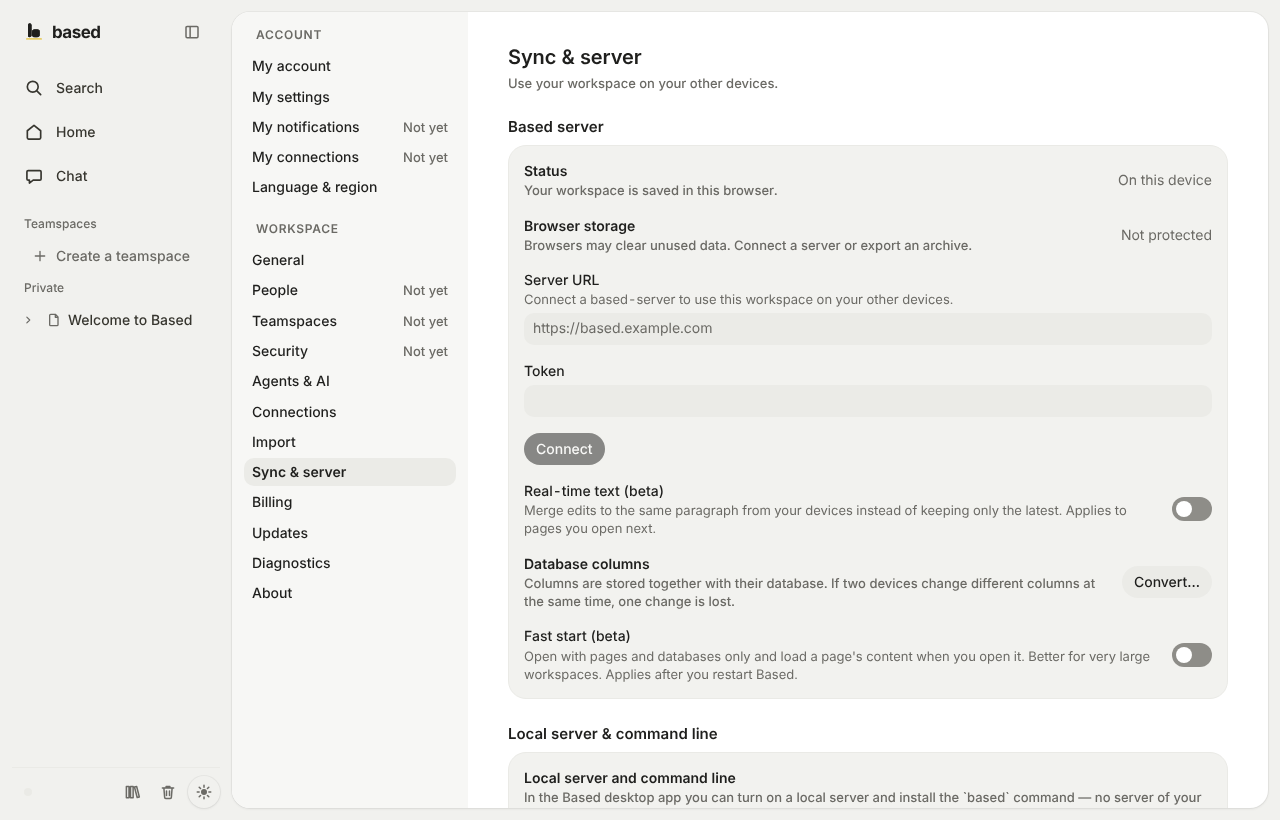 based
Search
Home
Chat
Teamspaces
Create a teamspace
Private
Welcome to Based
ACCOUNT
My account
My settings
My notifications Not yet
My connections Not yet
Language & region
WORKSPACE
General
People Not yet
Teamspaces Not yet
Security Not yet
Agents & AI
Connections
Import
Sync & server
Billing
Updates
Diagnostics
About
Sync & server
Use your workspace on your other devices.
Based server
Status
Your workspace is saved in this browser.
On this device
Browser storage
Browsers may clear unused data. Connect a server or export an archive.
Not protected
Server URL
Connect a based-server to use this workspace on your other devices.
https://based.example.com
Token
Connect
Real-time text (beta)
Merge edits to the same paragraph from your devices instead of keeping only the latest. Applies to
pages you open next.
Database columns
Columns are stored together with their database. If two devices change different columns at
the same time, one change is lost.
Convert...
Fast start (beta)
Open with pages and databases only and load a page's content when you open it. Better for very large
workspaces. Applies after you restart Based.
Local server & command line
Local server and command line
In the Based desktop app you can turn on a local server and install the `based` command — no server of your